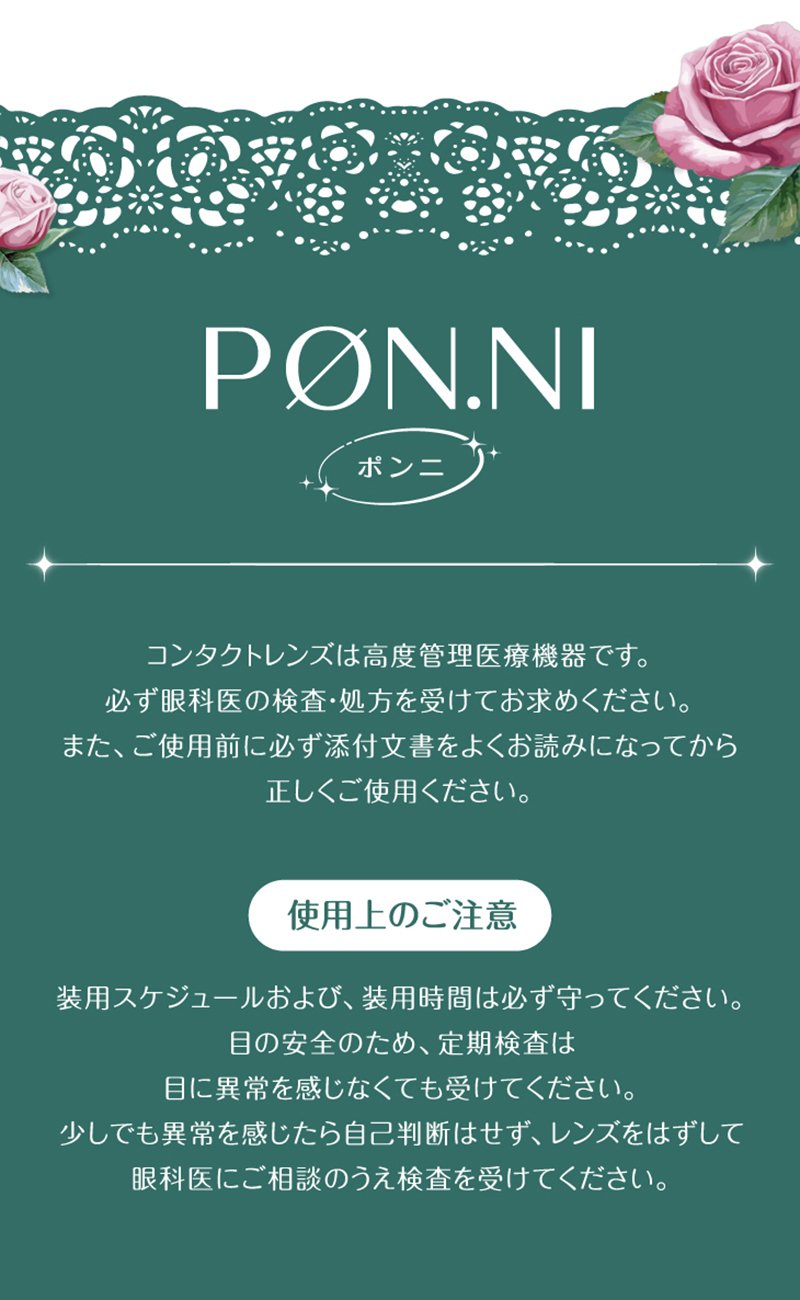 PØN.NI
ポンニ
コンタクトレンズは高度管理医療機器です。
必ず眼科医の検査・処方を受けてお求めください。
また、ご使用前に必ず添付文書をよくお読みになってから
正しくご使用ください。
使用上のご注意
装用スケジュールおよび、装用時間は必ず守ってください。
目の安全のため、定期検査は
目に異常を感じなくても受けてください。
少しでも異常を感じたら自己判断はせず、レンズをはずして
眼科医にご相談のうえ検査を受けてください。